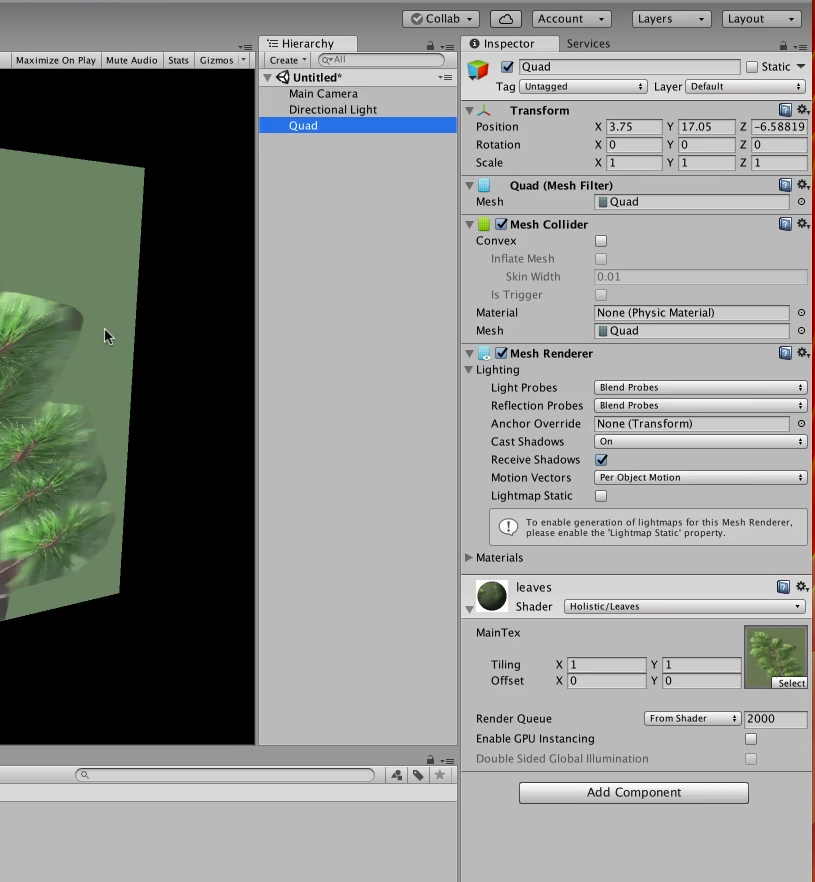 Collab Account Layers Layout
Hierarchy
Inspector Services
Maximize On Play Mute Audio Stats Gizmos
Create All
Untitled*
Main Camera
Directional Light
Quad
Quad Static
Tag Untagged Layer Default
Transform
Position X 3.75 Y 17.05 Z -6.58819
Rotation X 0 Y 0 Z 0
Scale X 1 Y 1 Z 1
Quad (Mesh Filter)
Mesh Quad
Mesh Collider
Convex
Inflate Mesh
Skin Width 0.01
Is Trigger
Material None (Physic Material)
Mesh Quad
Mesh Renderer
Lighting
Light Probes Blend Probes
Reflection Probes Blend Probes
Anchor Override None (Transform)
Cast Shadows On
Receive Shadows
Motion Vectors Per Object Motion
Lightmap Static
To enable generation of lightmaps for this Mesh Renderer,
please enable the 'Lightmap Static' property.
Materials
leaves
Shader Holistic/Leaves
MainTex
Tiling X 1 Y 1
Offset X 0 Y 0
Select
Render Queue From Shader 2000
Enable GPU Instancing
Double Sided Global Illumination
Add Component